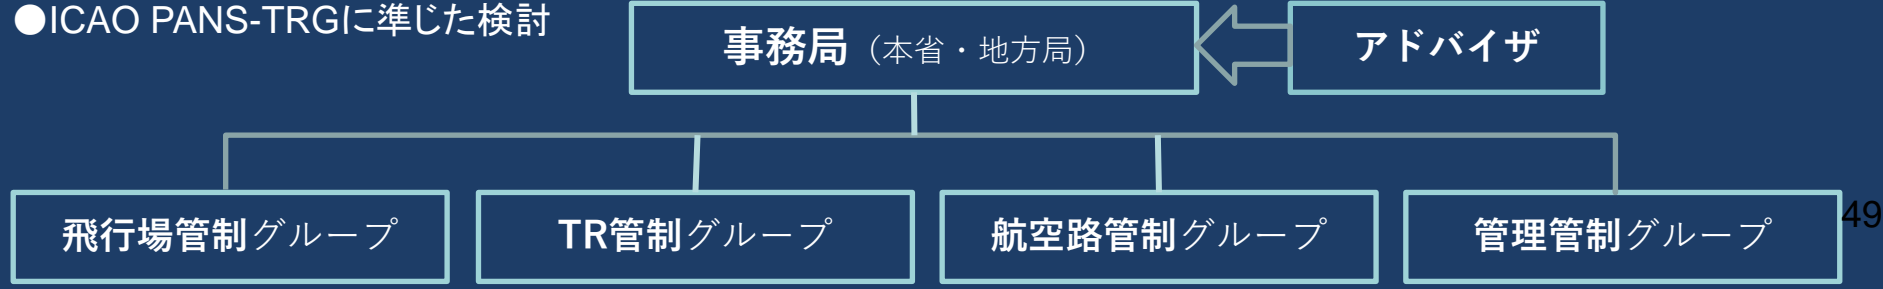 ●ICAO PANS-TRGに準じた検討
事務局（本省・地方局）
アドバイザ
飛行場管制グループ
TR管制グループ
航空路管制グループ
管理管制グループ
49